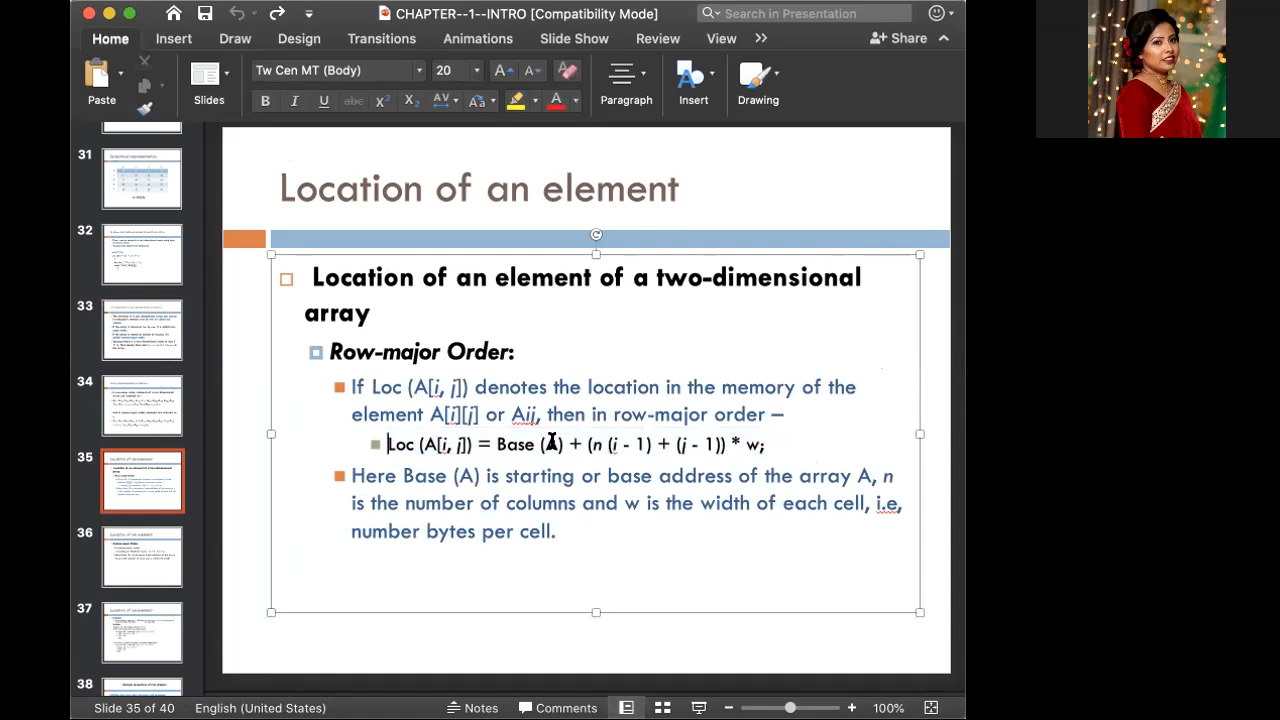 CHAPTER--1--INTRO [Compatibility Mode]
Search in Presentation
Home Insert Draw Design Transitions Animations Slide Show Review View Share
Tw Cen MT (Body) 20
Paste Slides Paragraph Insert Drawing
B I U abc X² X₂ AV Aa A A
31
32
33
34
35
36
37
38
Location of an element
Location of an element of a two-dimensional
array
Row-major Order:
If Loc (A[i, j]) denotes the location in the memory of the
element A[i][j] or Aij, then in row-major order –
Loc (A[i, j]) = Base (A) + (n (i - 1) + (j - 1)) * w;
Here Base (A) is starting or base address of the array A, n
is the number of columns and w is the width of each cell, i.e,
number bytes per cell.
Slide 35 of 40 English (United States) Notes Comments 100%